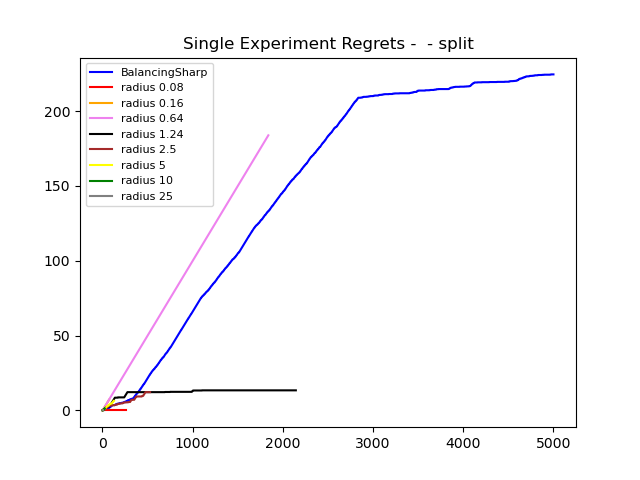 Single Experiment Regrets -  - split
BalancingSharp
radius 0.08
radius 0.16
radius 0.64
radius 1.24
radius 2.5
radius 5
radius 10
radius 25
200
150
100
50
0
0 1000 2000 3000 4000 5000